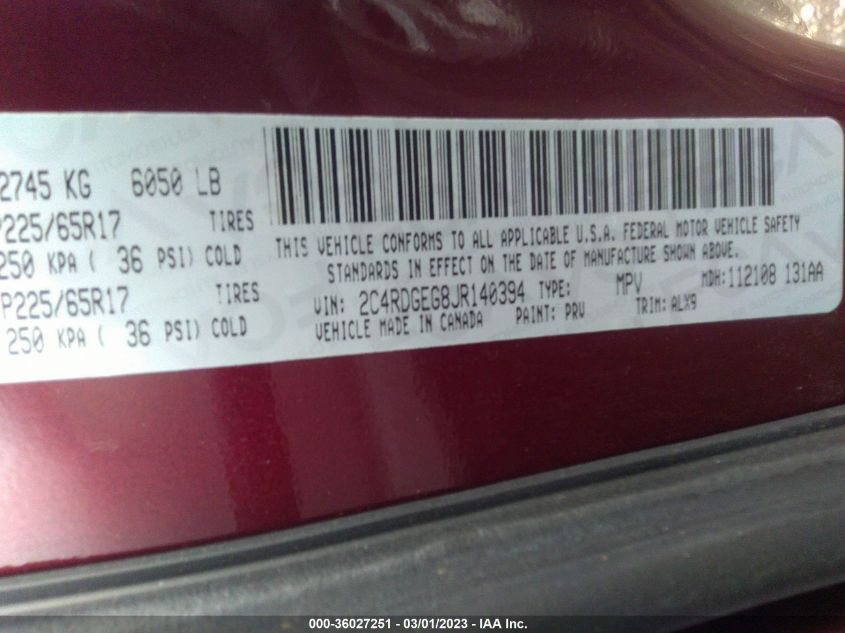 2745 KG 6050 LB
P225/65R17 TIRES
250 KPA ( 36 PSI) COLD
P225/65R17 TIRES
250 KPA ( 36 PSI) COLD
THIS VEHICLE CONFORMS TO ALL APPLICABLE U.S.A. FEDERAL MOTOR VEHICLE SAFETY
STANDARDS IN EFFECT ON THE DATE OF MANUFACTURE SHOWN ABOVE.
VIN: 2C4RDGEG8JR140394 TYPE: MPV MDH:112108 131AA
VEHICLE MADE IN CANADA PAINT: PRV TRIM: ALX9
000-36027251 - 03/01/2023 - IAA Inc.